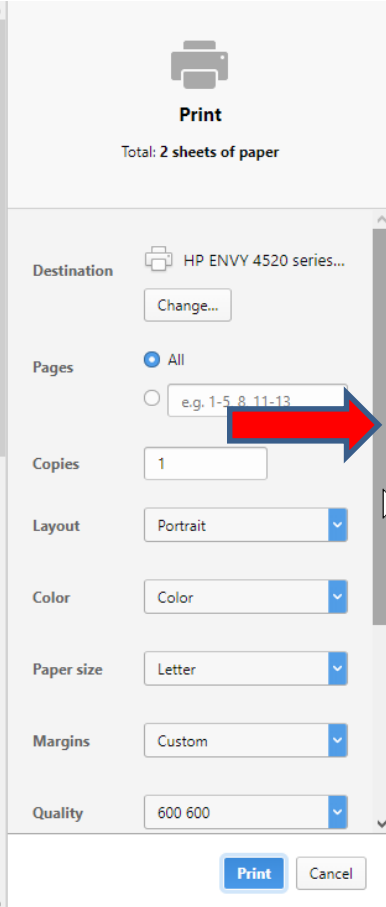 Print
Total: 2 sheets of paper
Destination HP ENVY 4520 series...
Change...
Pages All
e.g. 1-5, 8, 11-13
Copies 1
Layout Portrait
Color Color
Paper size Letter
Margins Custom
Quality 600 600
Print Cancel